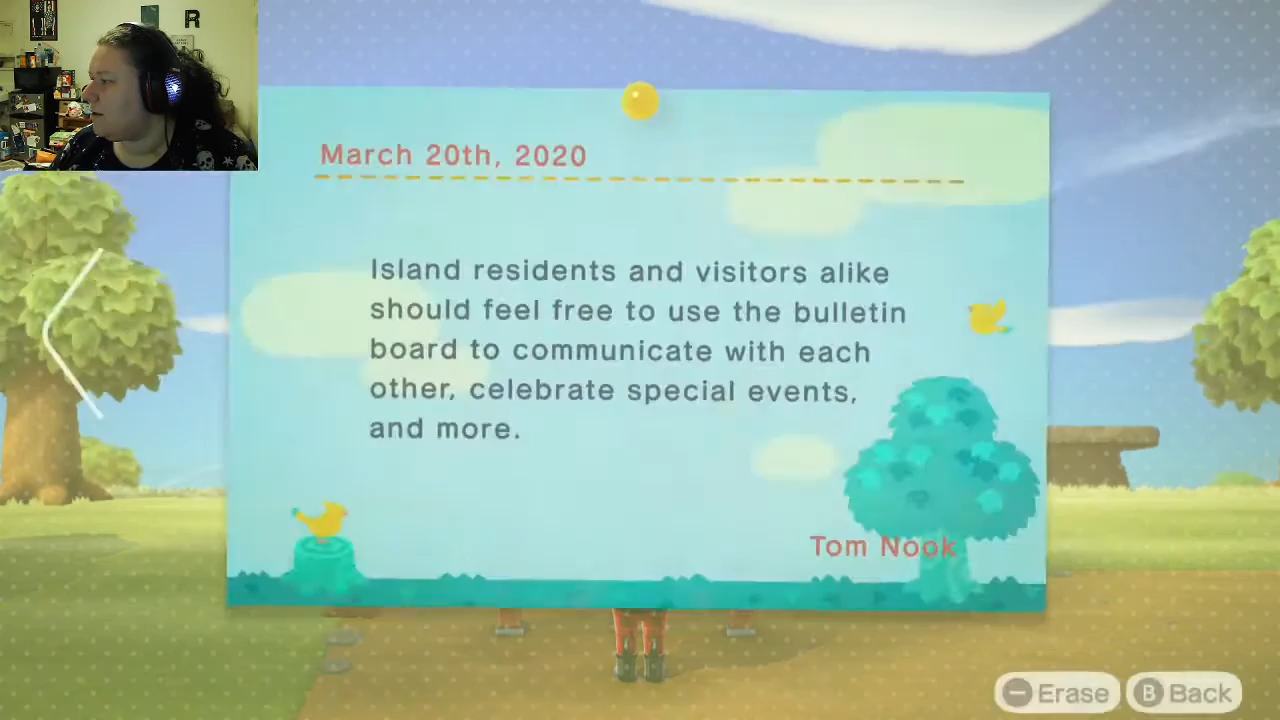 R
March 20th, 2020
Island residents and visitors alike
should feel free to use the bulletin
board to communicate with each
other, celebrate special events,
and more.
Tom Nook
Erase
B Back